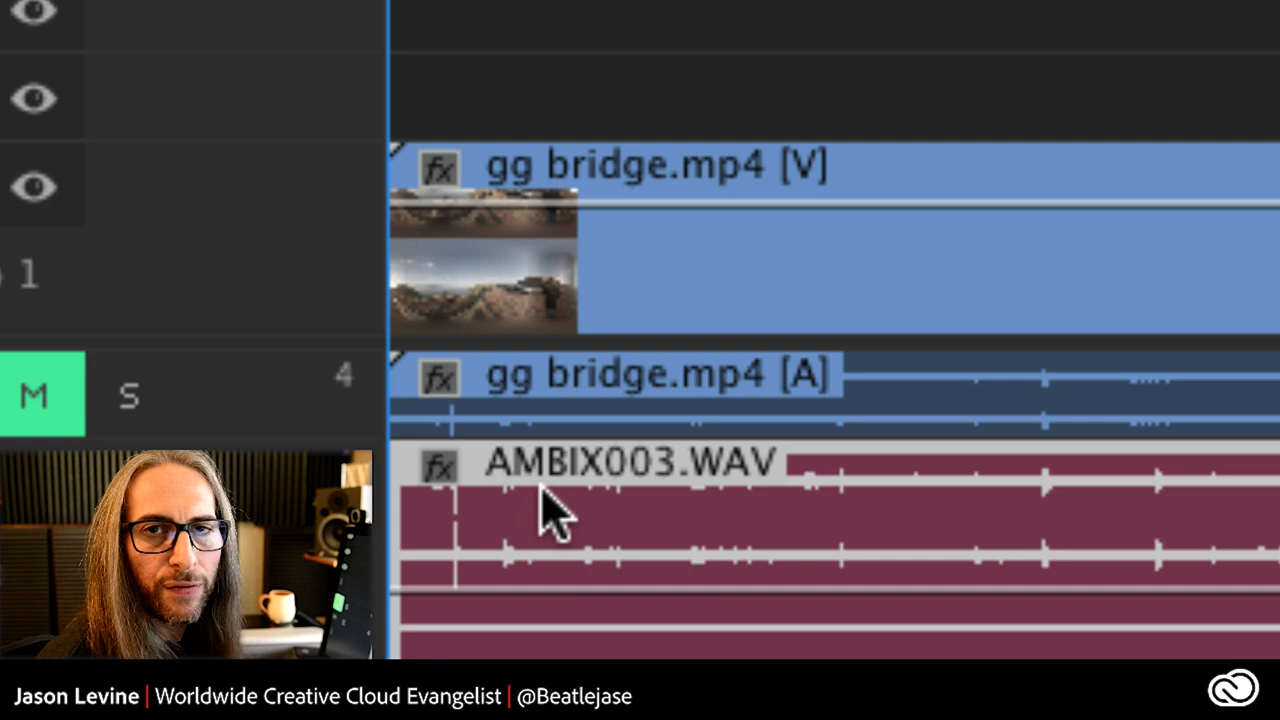 fx gg bridge.mp4 [V]
1
M S 4 fx gg bridge.mp4 [A]
fx AMBIX003.WAV
Jason Levine | Worldwide Creative Cloud Evangelist | @Beatlejase